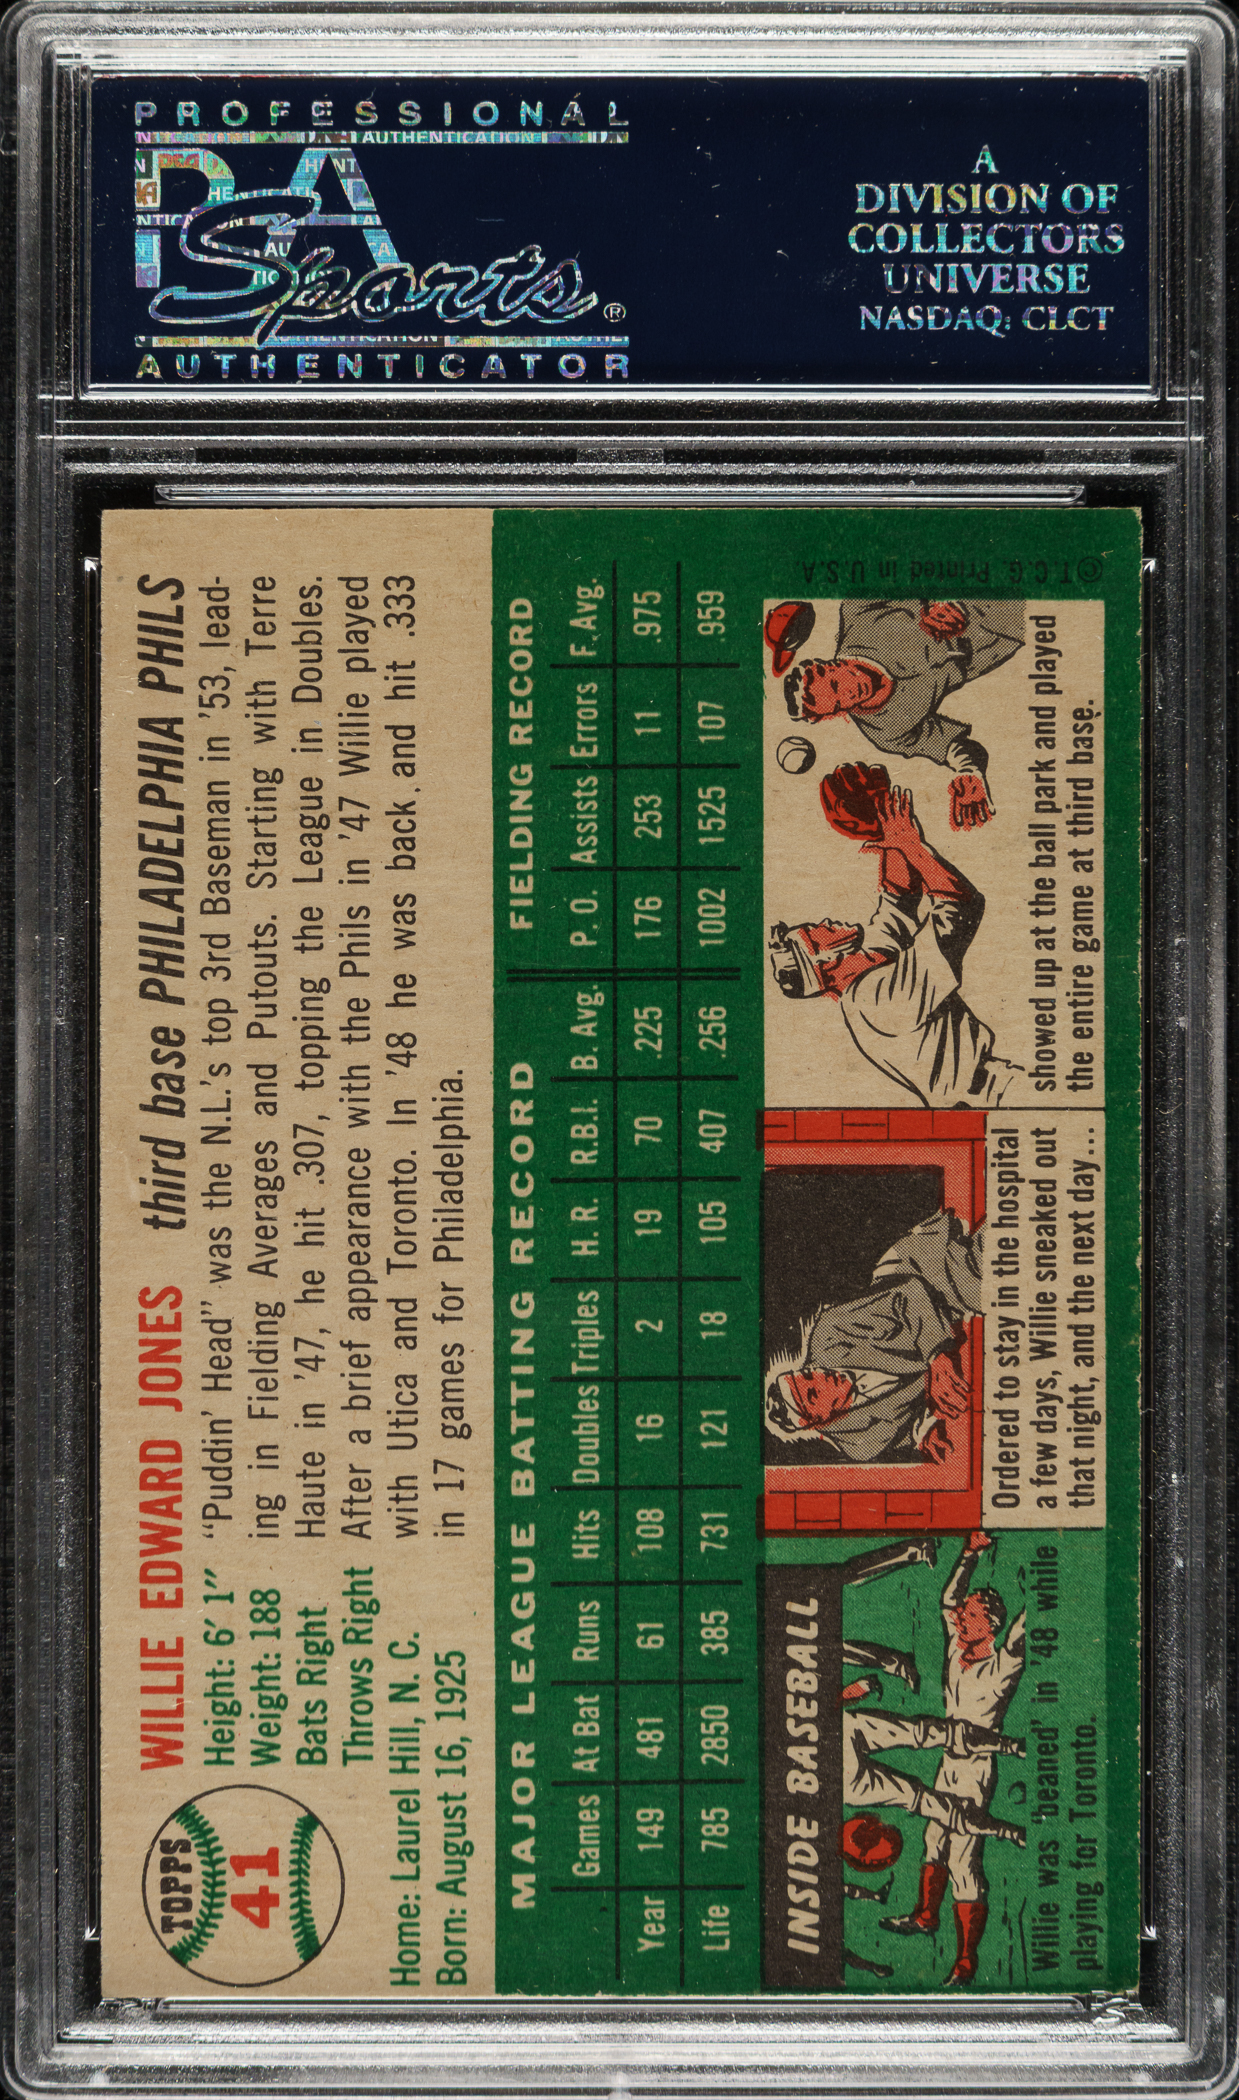 PROFESSIONAL
PSA
Sports®
AUTHENTICATOR
A
DIVISION OF
COLLECTORS
UNIVERSE
NASDAQ: CLCT
TOPPS
41
WILLIE EDWARD JONES third base PHILADELPHIA PHILS
Height: 6' 1"
Weight: 188
Bats Right
Throws Right
Home: Laurel Hill, N. C.
Born: August 16, 1925
"Puddin' Head" was the N.L.'s top 3rd Baseman in '53, lead-
ing in Fielding Averages and Putouts. Starting with Terre
Haute in '47, he hit .307, topping the League in Doubles.
After a brief appearance with the Phils in '47 Willie played
with Utica and Toronto. In '48 he was back and hit .333
in 17 games for Philadelphia.
MAJOR LEAGUE BATTING RECORD FIELDING RECORD
Games At Bat Runs Hits Doubles Triples H. R. R.B.I. B. Avg. P. O. Assists Errors F. Avg.
Year 149 481 61 108 16 2 19 70 .225 176 253 11 .975
Life 785 2850 385 731 121 18 105 407 .256 1002 1525 107 .959
INSIDE BASEBALL
Willie was 'beaned' in '48 while
playing for Toronto.
Ordered to stay in the hospital
a few days, Willie sneaked out
that night, and the next day...
showed up at the ball park and played
the entire game at third base.
©T.C.G. Printed in U.S.A.